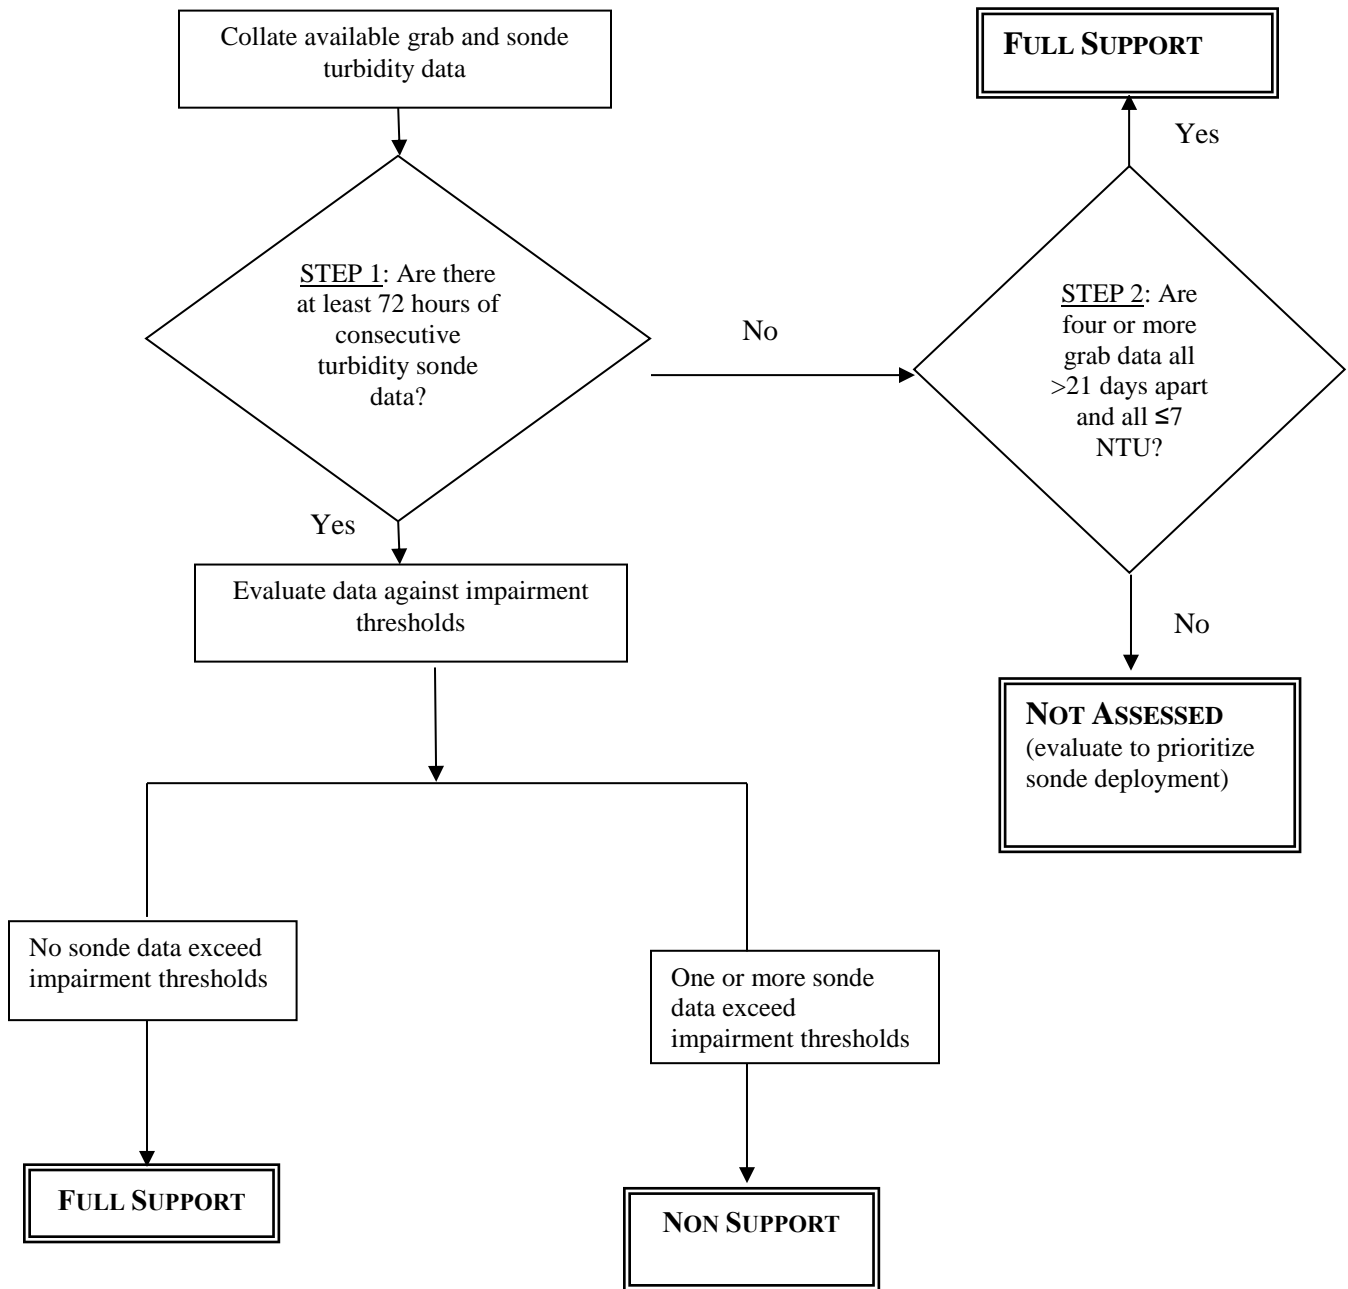 Collate available grab and sonde
turbidity data
FULL SUPPORT
Yes
STEP 1: Are there
at least 72 hours of
consecutive
turbidity sonde
data?
No
STEP 2: Are
four or more
grab data all
>21 days apart
and all ≤7
NTU?
Yes
Evaluate data against impairment
thresholds
No
NOT ASSESSED
(evaluate to prioritize
sonde deployment)
No sonde data exceed
impairment thresholds
One or more sonde
data exceed
impairment thresholds
FULL SUPPORT
NON SUPPORT